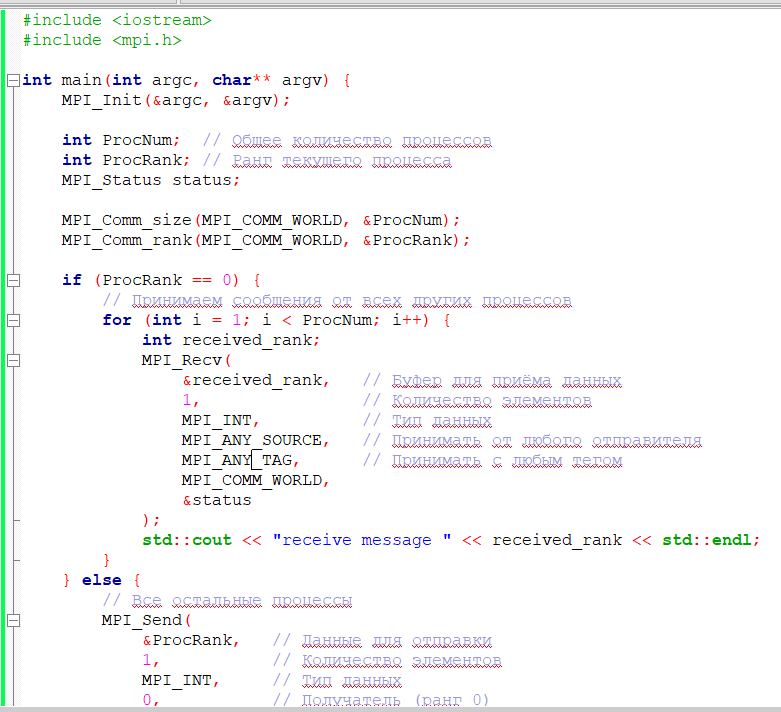 #include <iostream>
#include <mpi.h>
int main(int argc, char** argv) {
MPI_Init(&argc, &argv);
int ProcNum; // Общее количество процессов
int ProcRank; // Ранг текущего процесса
MPI_Status status;
MPI_Comm_size(MPI_COMM_WORLD, &ProcNum);
MPI_Comm_rank(MPI_COMM_WORLD, &ProcRank);
if (ProcRank == 0) {
// Принимаем сообщения от всех других процессов
for (int i = 1; i < ProcNum; i++) {
int received_rank;
MPI_Recv(
&received_rank, // Буфер для приёма данных
1, // Количество элементов
MPI_INT, // Тип данных
MPI_ANY_SOURCE, // Принимать от любого отправителя
MPI_ANY_TAG, // Принимать с любым тегом
MPI_COMM_WORLD,
&status
);
std::cout << "receive message " << received_rank << std::endl;
}
} else {
// Все остальные процессы
MPI_Send(
&ProcRank, // Данные для отправки
1, // Количество элементов
MPI_INT, // Тип данных
0, // Получатель (ранг 0)